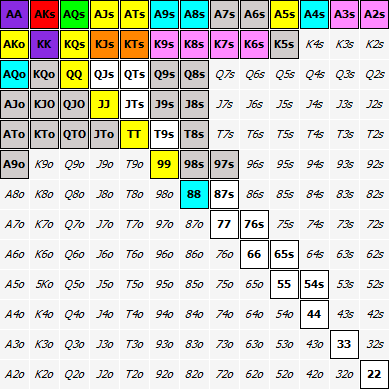 AA AKs AQs AJs ATs A9s A8s A7s A6s A5s A4s A3s A2s
AKo KK KQs KJs KTs K9s K8s K7s K6s K5s K4s K3s K2s
AQo KQo QQ QJs QTs Q9s Q8s Q7s Q6s Q5s Q4s Q3s Q2s
AJo KJO QJO JJ JTs J9s J8s J7s J6s J5s J4s J3s J2s
ATo KTo QTO JTo TT T9s T8s T7s T6s T5s T4s T3s T2s
A9o K9o Q9o J9o T9o 99 98s 97s 96s 95s 94s 93s 92s
A8o K8o Q8o J8o T8o 98o 88 87s 86s 85s 84s 83s 82s
A7o K7o Q7o J7o T7o 97o 87o 77 76s 75s 74s 73s 72s
A6o K6o Q6o J6o T6o 96o 86o 76o 66 65s 64s 63s 62s
A5o 5Ko Q5o J5o T5o 95o 85o 75o 65o 55 54s 53s 52s
A4o K4o Q4o J4o T4o 94o 84o 74o 64o 54o 44 43s 42s
A3o K3o Q3o J3o T3o 93o 83o 73o 63o 53o 43o 33 32s
A2o K2o Q2o J2o T2o 92o 82o 72o 62o 52o 42o 32o 22